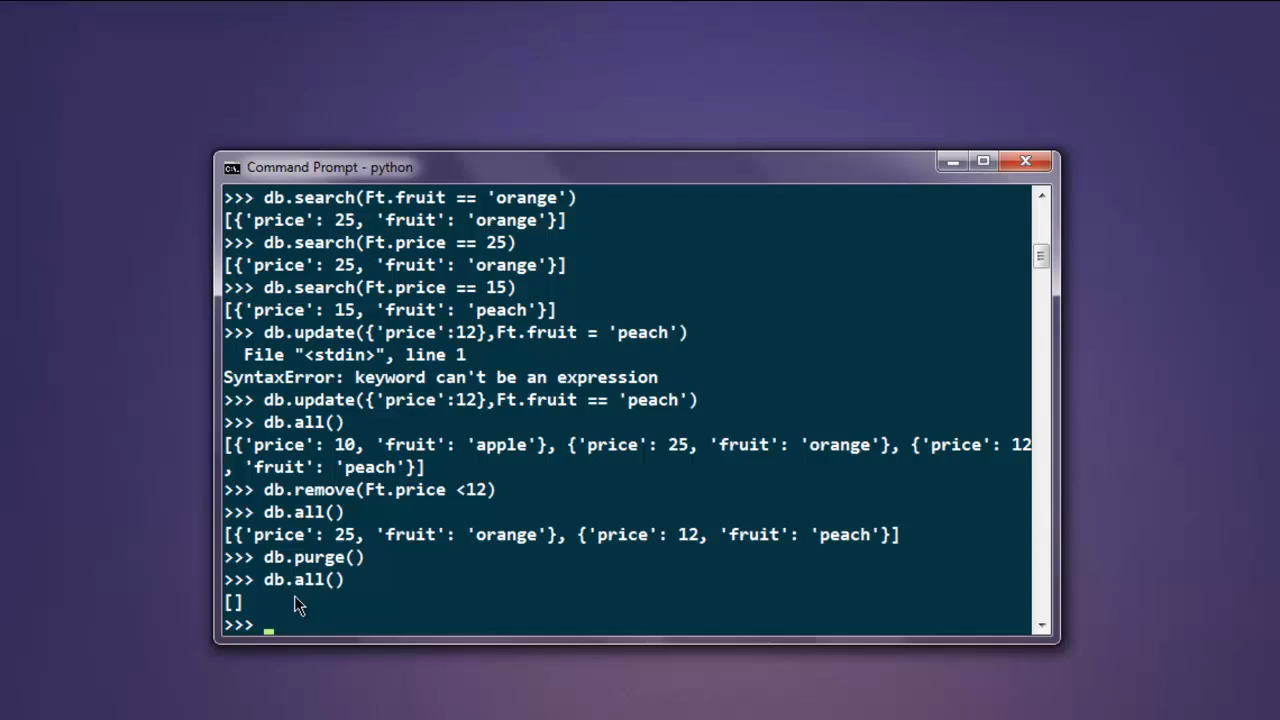 Command Prompt - python
>>> db.search(Ft.fruit == 'orange')
[{'price': 25, 'fruit': 'orange'}]
>>> db.search(Ft.price == 25)
[{'price': 25, 'fruit': 'orange'}]
>>> db.search(Ft.price == 15)
[{'price': 15, 'fruit': 'peach'}]
>>> db.update({'price':12},Ft.fruit = 'peach')
  File "<stdin>", line 1
SyntaxError: keyword can't be an expression
>>> db.update({'price':12},Ft.fruit == 'peach')
>>> db.all()
[{'price': 10, 'fruit': 'apple'}, {'price': 25, 'fruit': 'orange'}, {'price': 12
, 'fruit': 'peach'}]
>>> db.remove(Ft.price <12)
>>> db.all()
[{'price': 25, 'fruit': 'orange'}, {'price': 12, 'fruit': 'peach'}]
>>> db.purge()
>>> db.all()
[]
>>>